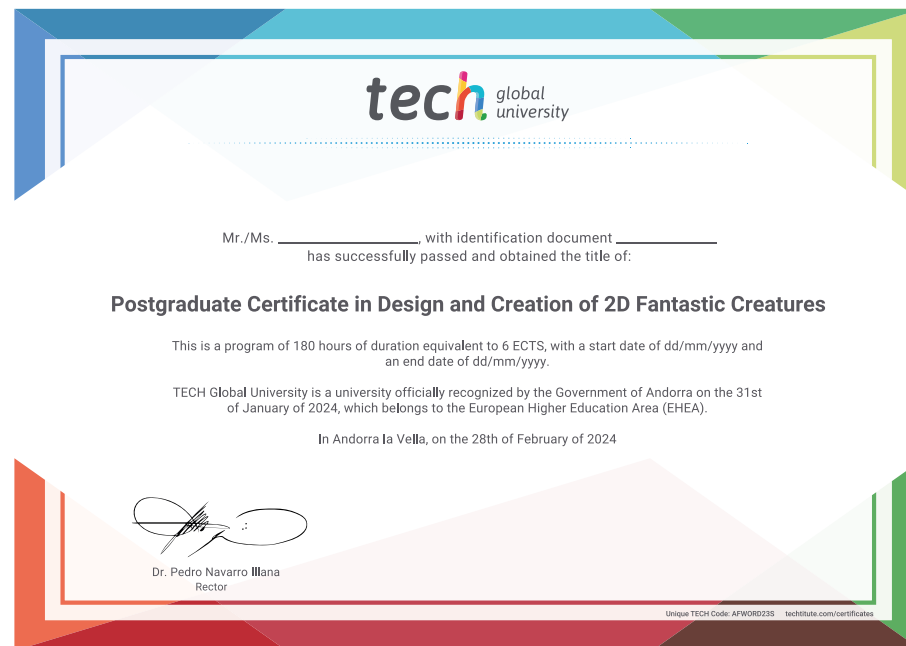 tech global
university
Mr./Ms. ____________, with identification document ____________
has successfully passed and obtained the title of:
Postgraduate Certificate in Design and Creation of 2D Fantastic Creatures
This is a program of 180 hours of duration equivalent to 6 ECTS, with a start date of dd/mm/yyyy and
an end date of dd/mm/yyyy.
TECH Global University is a university officially recognized by the Government of Andorra on the 31st
of January of 2024, which belongs to the European Higher Education Area (EHEA).
In Andorra la Vella, on the 28th of February of 2024
Dr. Pedro Navarro Illana
Rector
Unique TECH Code: AFWORD23S techtitute.com/certificates